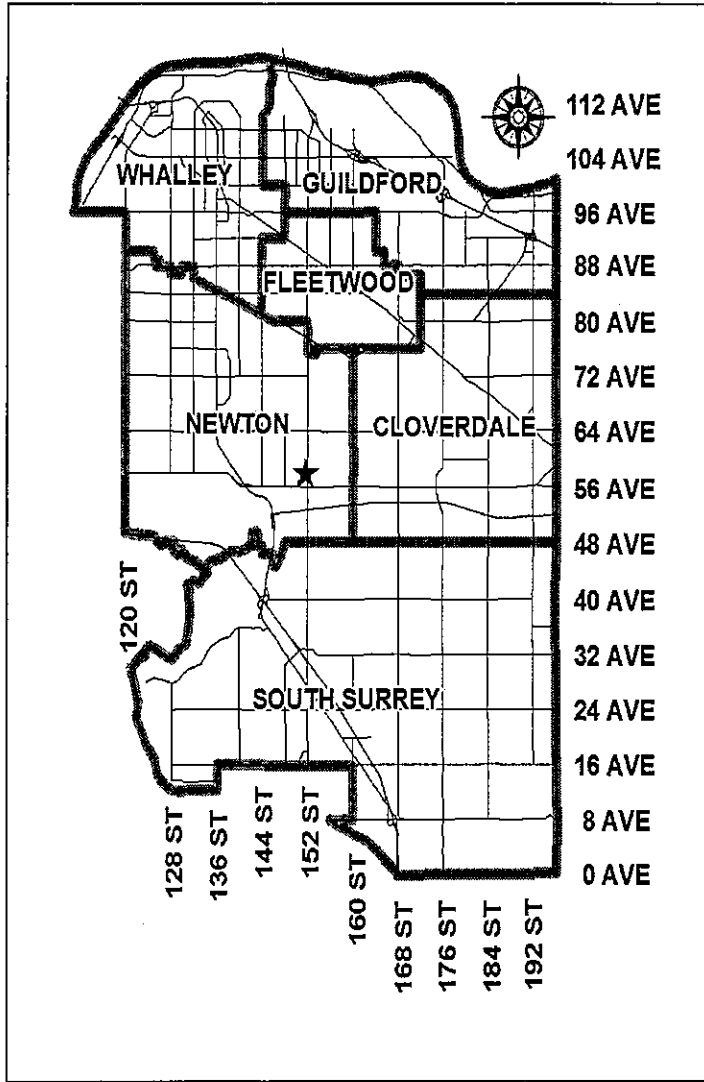 112 AVE
104 AVE
WHALLEY
GUILDFORD
96 AVE
88 AVE
FLEETWOOD
80 AVE
72 AVE
NEWTON
CLOVERDALE
64 AVE
56 AVE
48 AVE
120 ST
40 AVE
32 AVE
SOUTH SURREY
24 AVE
16 AVE
128 ST
136 ST
144 ST
152 ST
160 ST
8 AVE
0 AVE
168 ST
176 ST
184 ST
192 ST